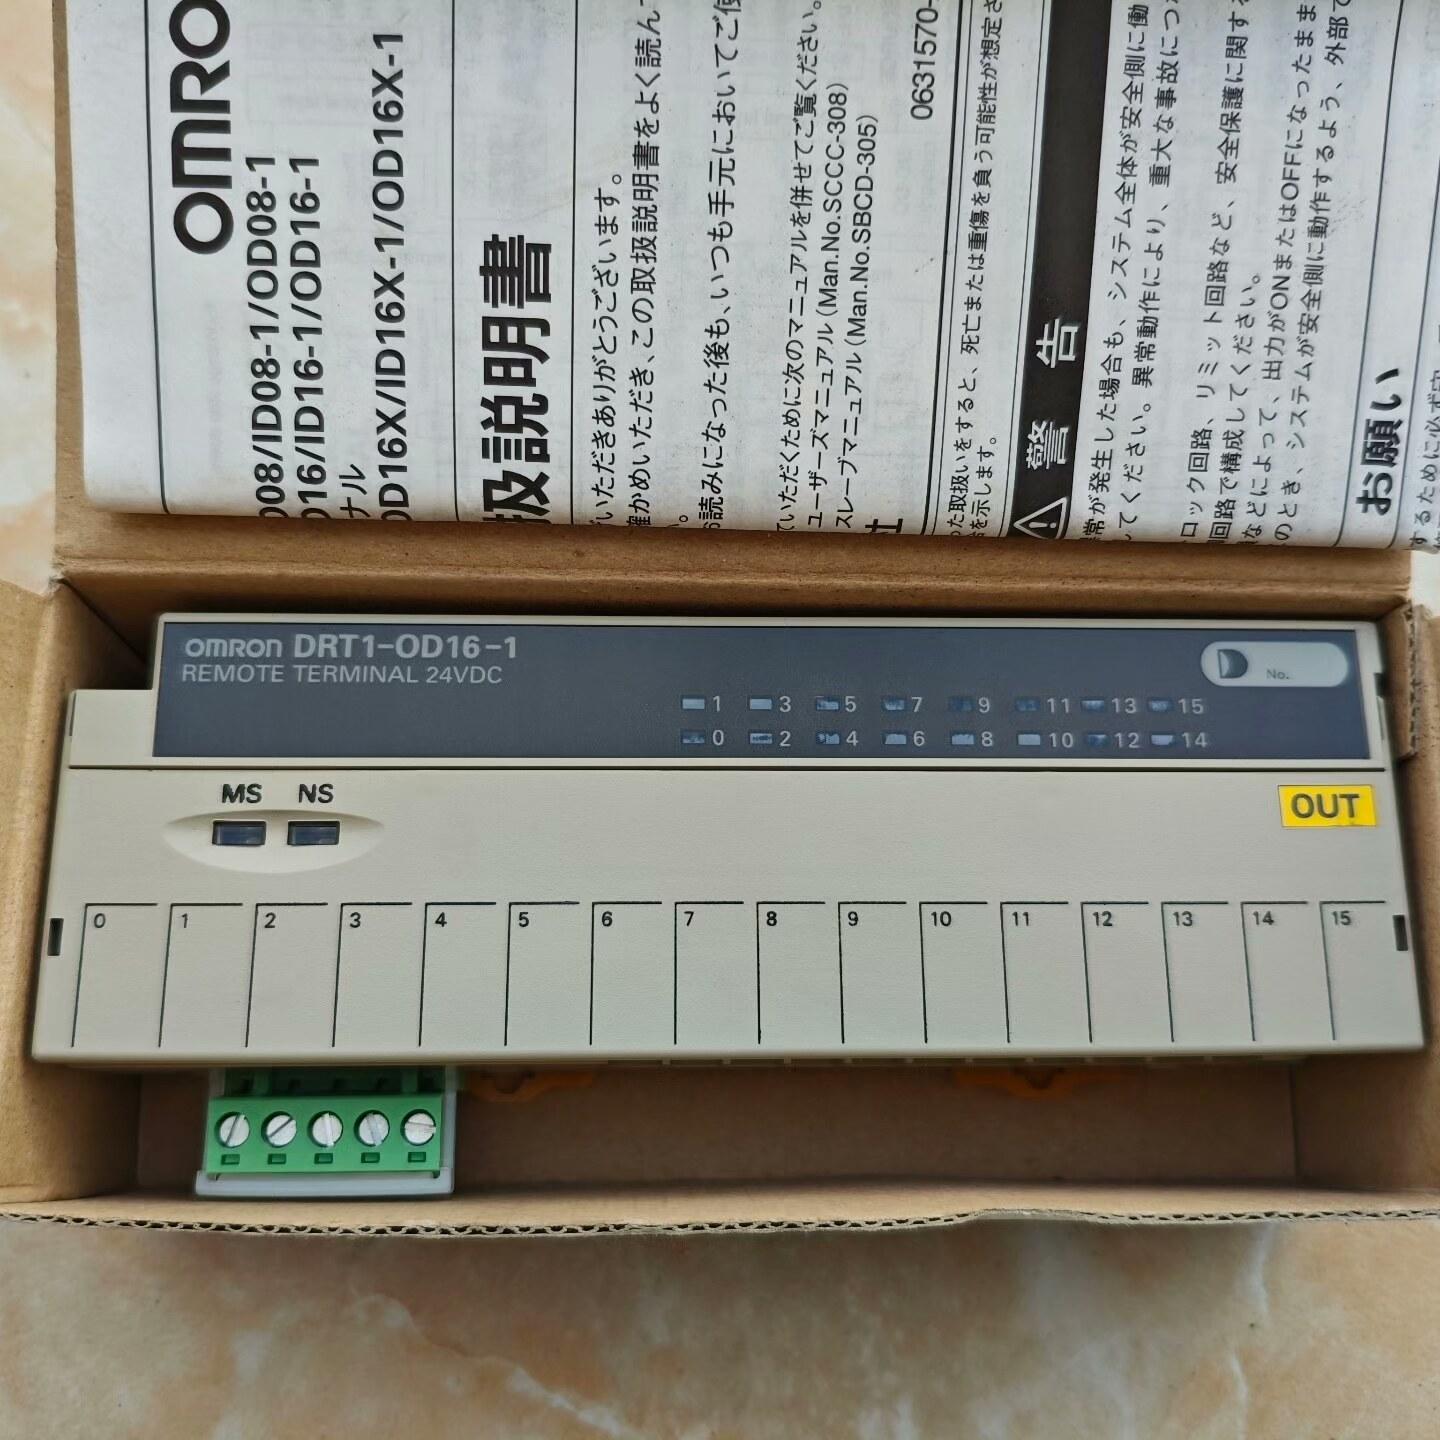 OMRO
008/ID08-1/OD08-1
016/ID16-1/OD16-1
ナル
OD16X/ID16X-1/OD16X-1
扱説明書
いただきありがとうございます。
確かめいただき、この取扱説明書をよく読ん
お読みになった後も、いつも手元においてご使
ていただくために次のマニュアルを併せてご覧ください。
ユーザーズマニュアル (Man.No.SCCC-308)
スレーブマニュアル (Man.No.SBCD-305)
社
0631570-
った取扱いをすると、死亡または重傷を負う可能性が想定さ
を示します。
警 告
常が発生した場合も、システム全体が安全側に働
してください。異常動作により、重大な事故につ
ロック回路、リミット回路など、安全保護に関する
回路で構成してください。
などによって、出力がONまたはOFFになったまま
のとき、システムが安全側に動作するよう、外部で
お願い
するために必ず守
OMRON DRT1-OD16-1
REMOTE TERMINAL 24VDC
No.
1 3 5 7 9 11 13 15
0 2 4 6 8 10 12 14
MS NS
OUT
0 1 2 3 4 5 6 7 8 9 10 11 12 13 14 15